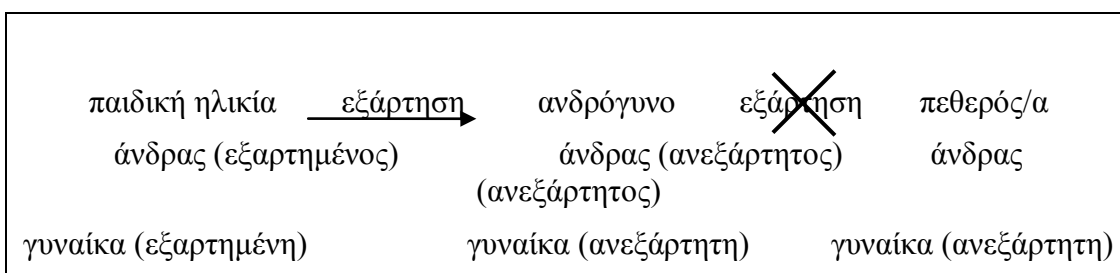 παιδική ηλικία εξάρτηση ανδρόγυνο εξάρτηση πεθερός/α
άνδρας (εξαρτημένος) άνδρας (ανεξάρτητος) άνδρας
(ανεξάρτητος)
γυναίκα (εξαρτημένη) γυναίκα (ανεξάρτητη) γυναίκα (ανεξάρτητη)